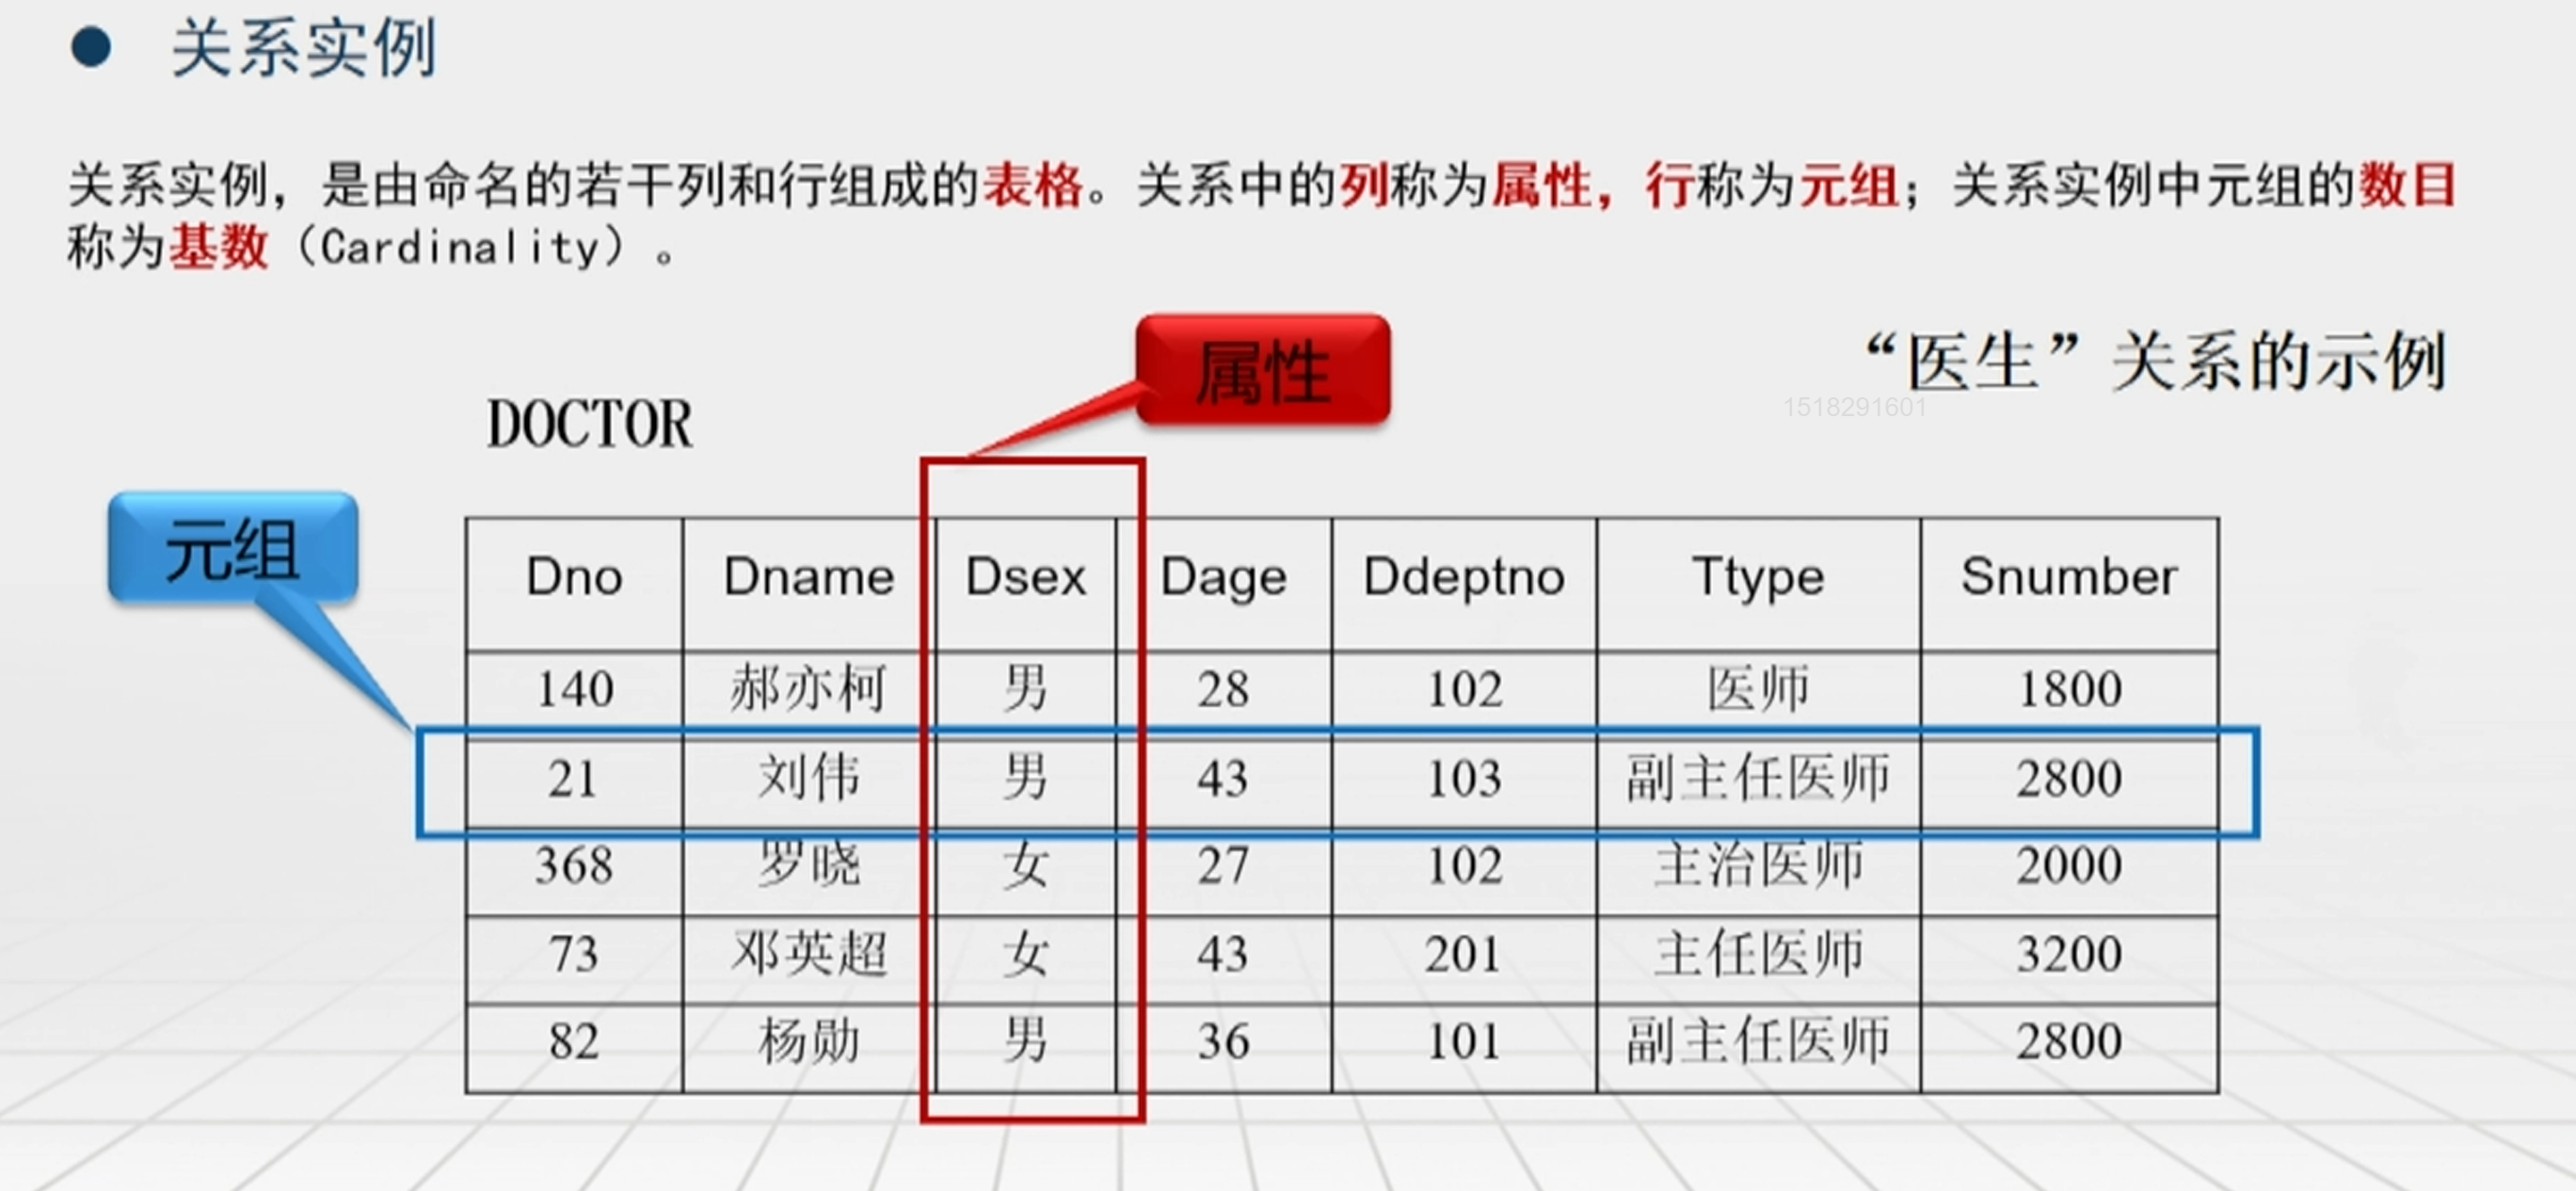 关系实例
关系实例，是由命名的若干列和行组成的表格。关系中的列称为属性，行称为元组；关系实例中元组的数目
称为基数（Cardinality）。
属性
“医生”关系的示例
1518291601
DOCTOR
元组
Dno Dname Dsex Dage Ddeptno Ttype Snumber
140 郝亦柯 男 28 102 医师 1800
21 刘伟 男 43 103 副主任医师 2800
368 罗晓 女 27 102 主治医师 2000
73 邓英超 女 43 201 主任医师 3200
82 杨勋 男 36 101 副主任医师 2800